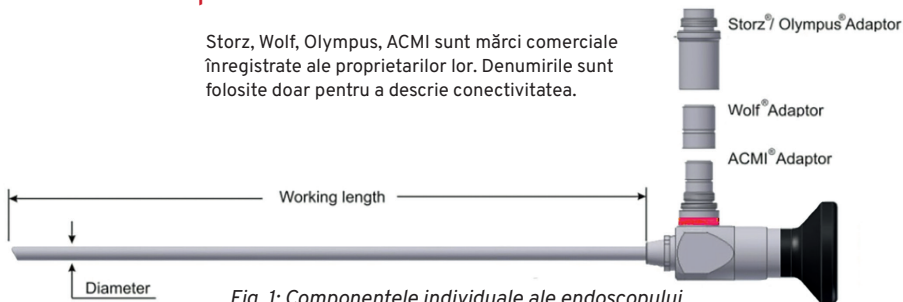 Storz, Wolf, Olympus, ACMI sunt mărci comerciale
înregistrate ale proprietarilor lor. Denumirile sunt
folosite doar pentru a descrie conectivitatea.
Storz®/ Olympus® Adaptor
Wolf® Adaptor
ACMI® Adaptor
Working length
Diameter
Fig. 1: Componentele individuale ale endoscopului